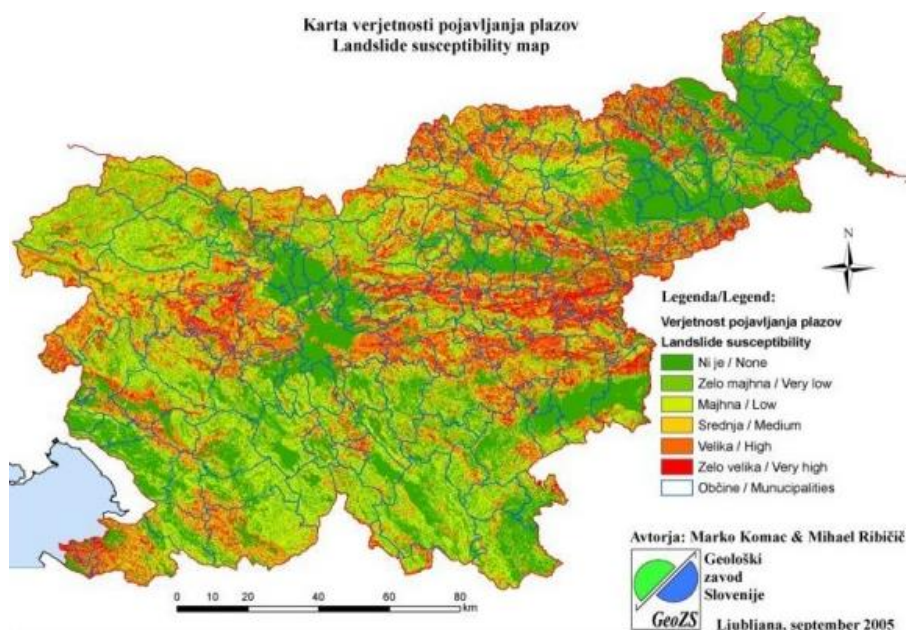 Karta verjetnosti pojavljanja plazov
Landslide susceptibility map
N
Legenda/Legend:
Verjetnost pojavljanja plazov
Landslide susceptibility
Ni je / None
Zelo majhna / Very low
Majhna / Low
Srednja / Medium
Velika / High
Zelo velika / Very high
Občine / Munucipalities
Avtorja: Marko Komac & Mihael Ribičič
Geološki
zavod
Slovenije
GeoZS
Ljubljana, september 2005
0 20 40 60 80
km